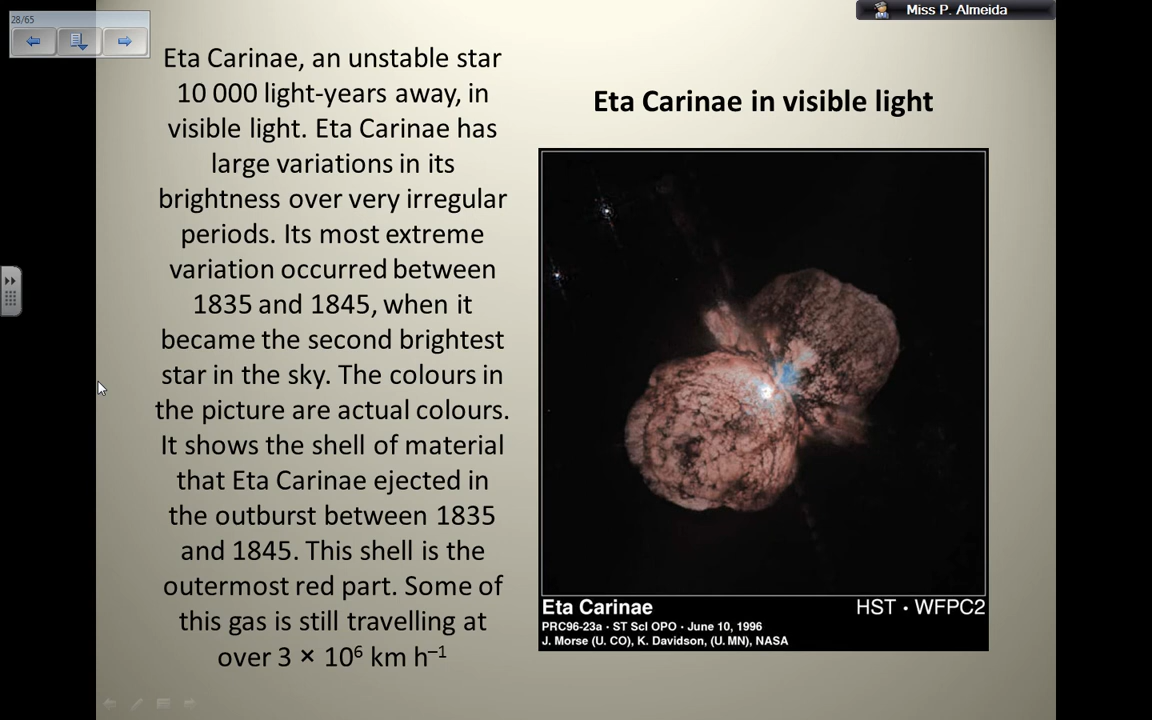 28/65
Miss P. Almeida
Eta Carinae, an unstable star
10 000 light-years away, in
visible light. Eta Carinae has
large variations in its
brightness over very irregular
periods. Its most extreme
variation occurred between
1835 and 1845, when it
became the second brightest
star in the sky. The colours in
the picture are actual colours.
It shows the shell of material
that Eta Carinae ejected in
the outburst between 1835
and 1845. This shell is the
outermost red part. Some of
this gas is still travelling at
over 3 × 10⁶ km h⁻¹
Eta Carinae in visible light
Eta Carinae
HST · WFPC2
PRC96-23a · ST ScI OPO · June 10, 1996
J. Morse (U. CO), K. Davidson, (U. MN), NASA